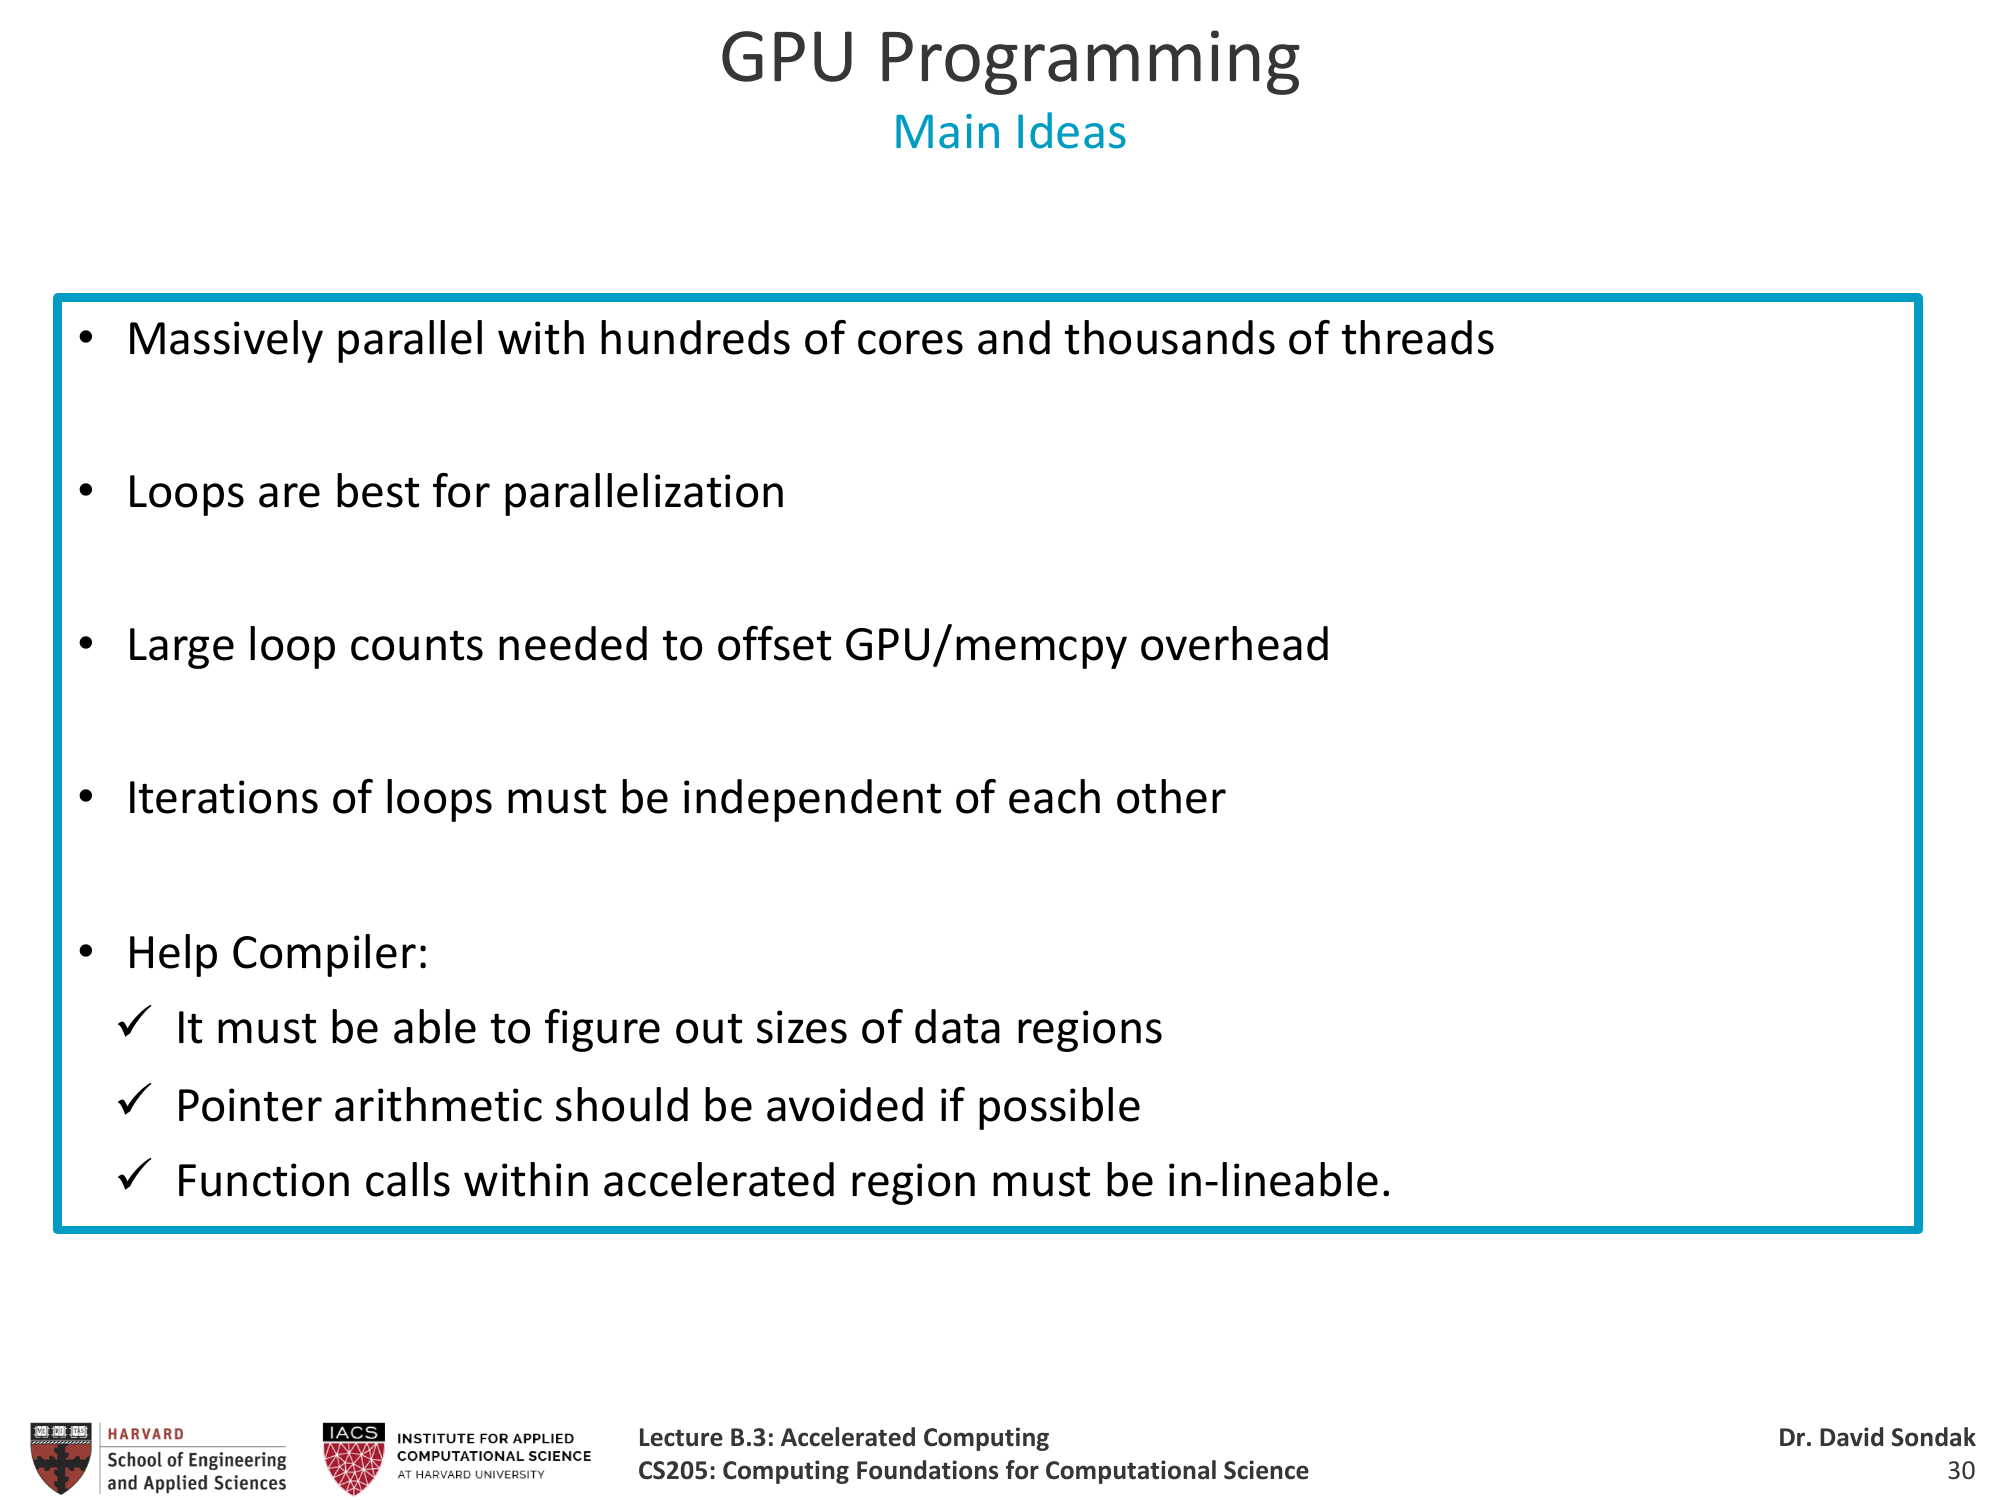 GPU Programming
Main Ideas
• Massively parallel with hundreds of cores and thousands of threads
• Loops are best for parallelization
• Large loop counts needed to offset GPU/memcpy overhead
• Iterations of loops must be independent of each other
• Help Compiler:
✓ It must be able to figure out sizes of data regions
✓ Pointer arithmetic should be avoided if possible
✓ Function calls within accelerated region must be in-lineable.
HARVARD
School of Engineering
and Applied Sciences
IACS
INSTITUTE FOR APPLIED
COMPUTATIONAL SCIENCE
AT HARVARD UNIVERSITY
Lecture B.3: Accelerated Computing
CS205: Computing Foundations for Computational Science
Dr. David Sondak
30